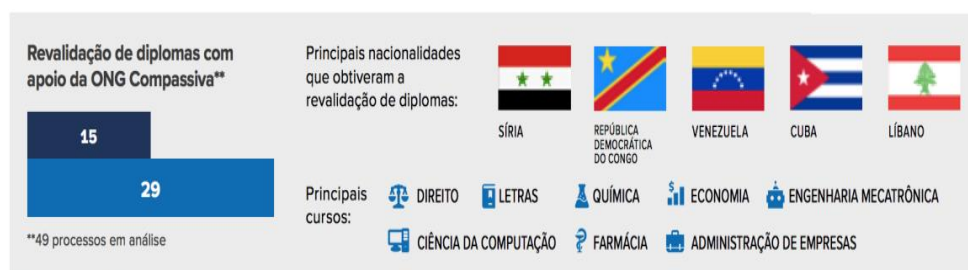 Revalidação de diplomas com
apoio da ONG Compassiva**
15
29
**49 processos em análise
Principais nacionalidades
que obtiveram a
revalidação de diplomas:
SÍRIA
REPÚBLICA
DEMOCRÁTICA
DO CONGO
VENEZUELA
CUBA
LÍBANO
Principais
cursos:
DIREITO
LETRAS
QUÍMICA
$
ECONOMIA
ENGENHARIA MECATRÔNICA
CIÊNCIA DA COMPUTAÇÃO
FARMÁCIA
ADMINISTRAÇÃO DE EMPRESAS